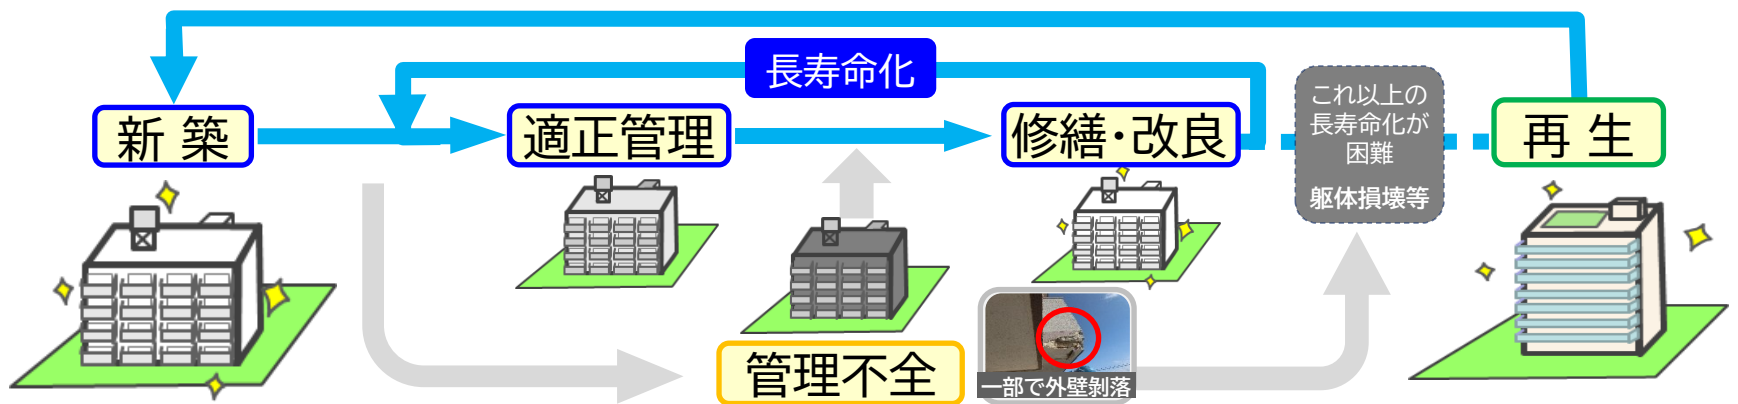 長寿命化
新 築
適正管理
修繕・改良
これ以上の
長寿命化が
困難
躯体損壊等
再 生
管理不全
一部で外壁剝落